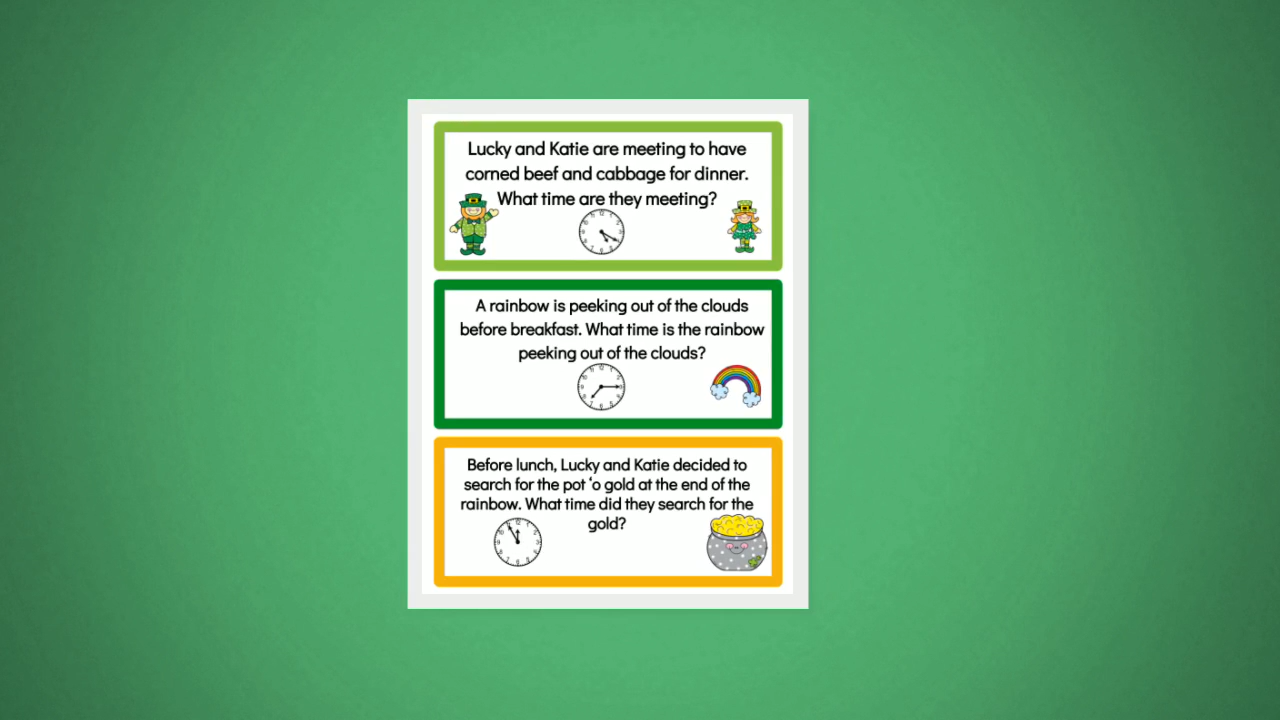 Lucky and Katie are meeting to have
corned beef and cabbage for dinner.
What time are they meeting?
A rainbow is peeking out of the clouds
before breakfast. What time is the rainbow
peeking out of the clouds?
Before lunch, Lucky and Katie decided to
search for the pot ‘o gold at the end of the
rainbow. What time did they search for the
gold?